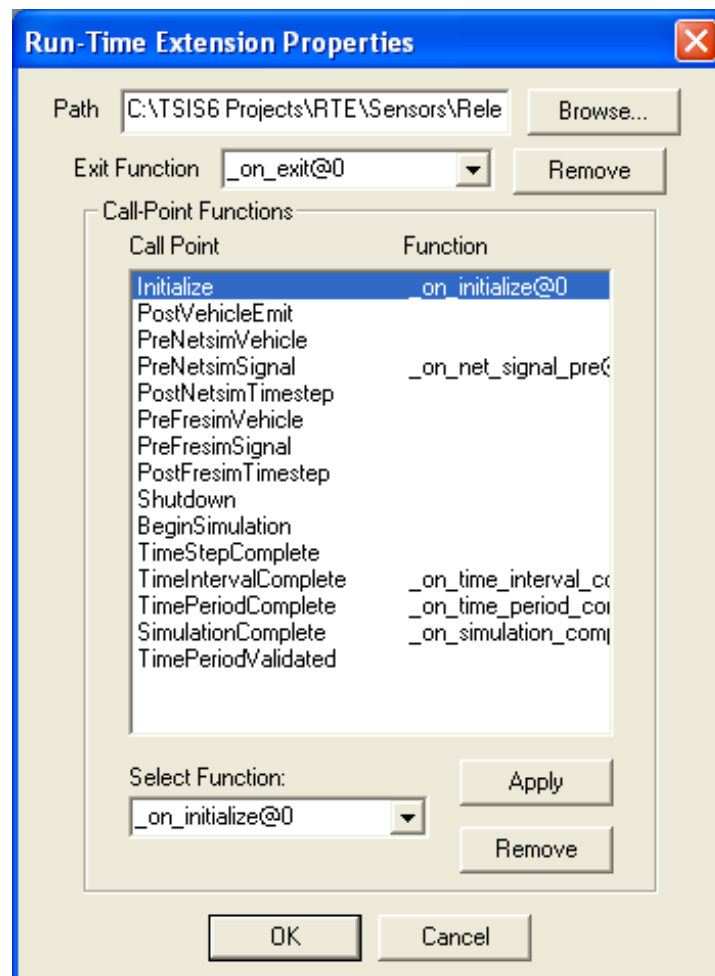 Run-Time Extension Properties
Path C:\TSIS6 Projects\RTE\Sensors\Rele Browse...
Exit Function _on_exit@0 Remove
Call-Point Functions
Call Point Function
Initialize _on_initialize@0
PostVehicleEmit
PreNetsimVehicle
PreNetsimSignal _on_net_signal_pre@
PostNetsimTimestep
PreFresimVehicle
PreFresimSignal
PostFresimTimestep
Shutdown
BeginSimulation
TimeStepComplete
TimeIntervalComplete _on_time_interval_co
TimePeriodComplete _on_time_period_con
SimulationComplete _on_simulation_comp
TimePeriodValidated
Select Function: Apply
_on_initialize@0
Remove
OK Cancel